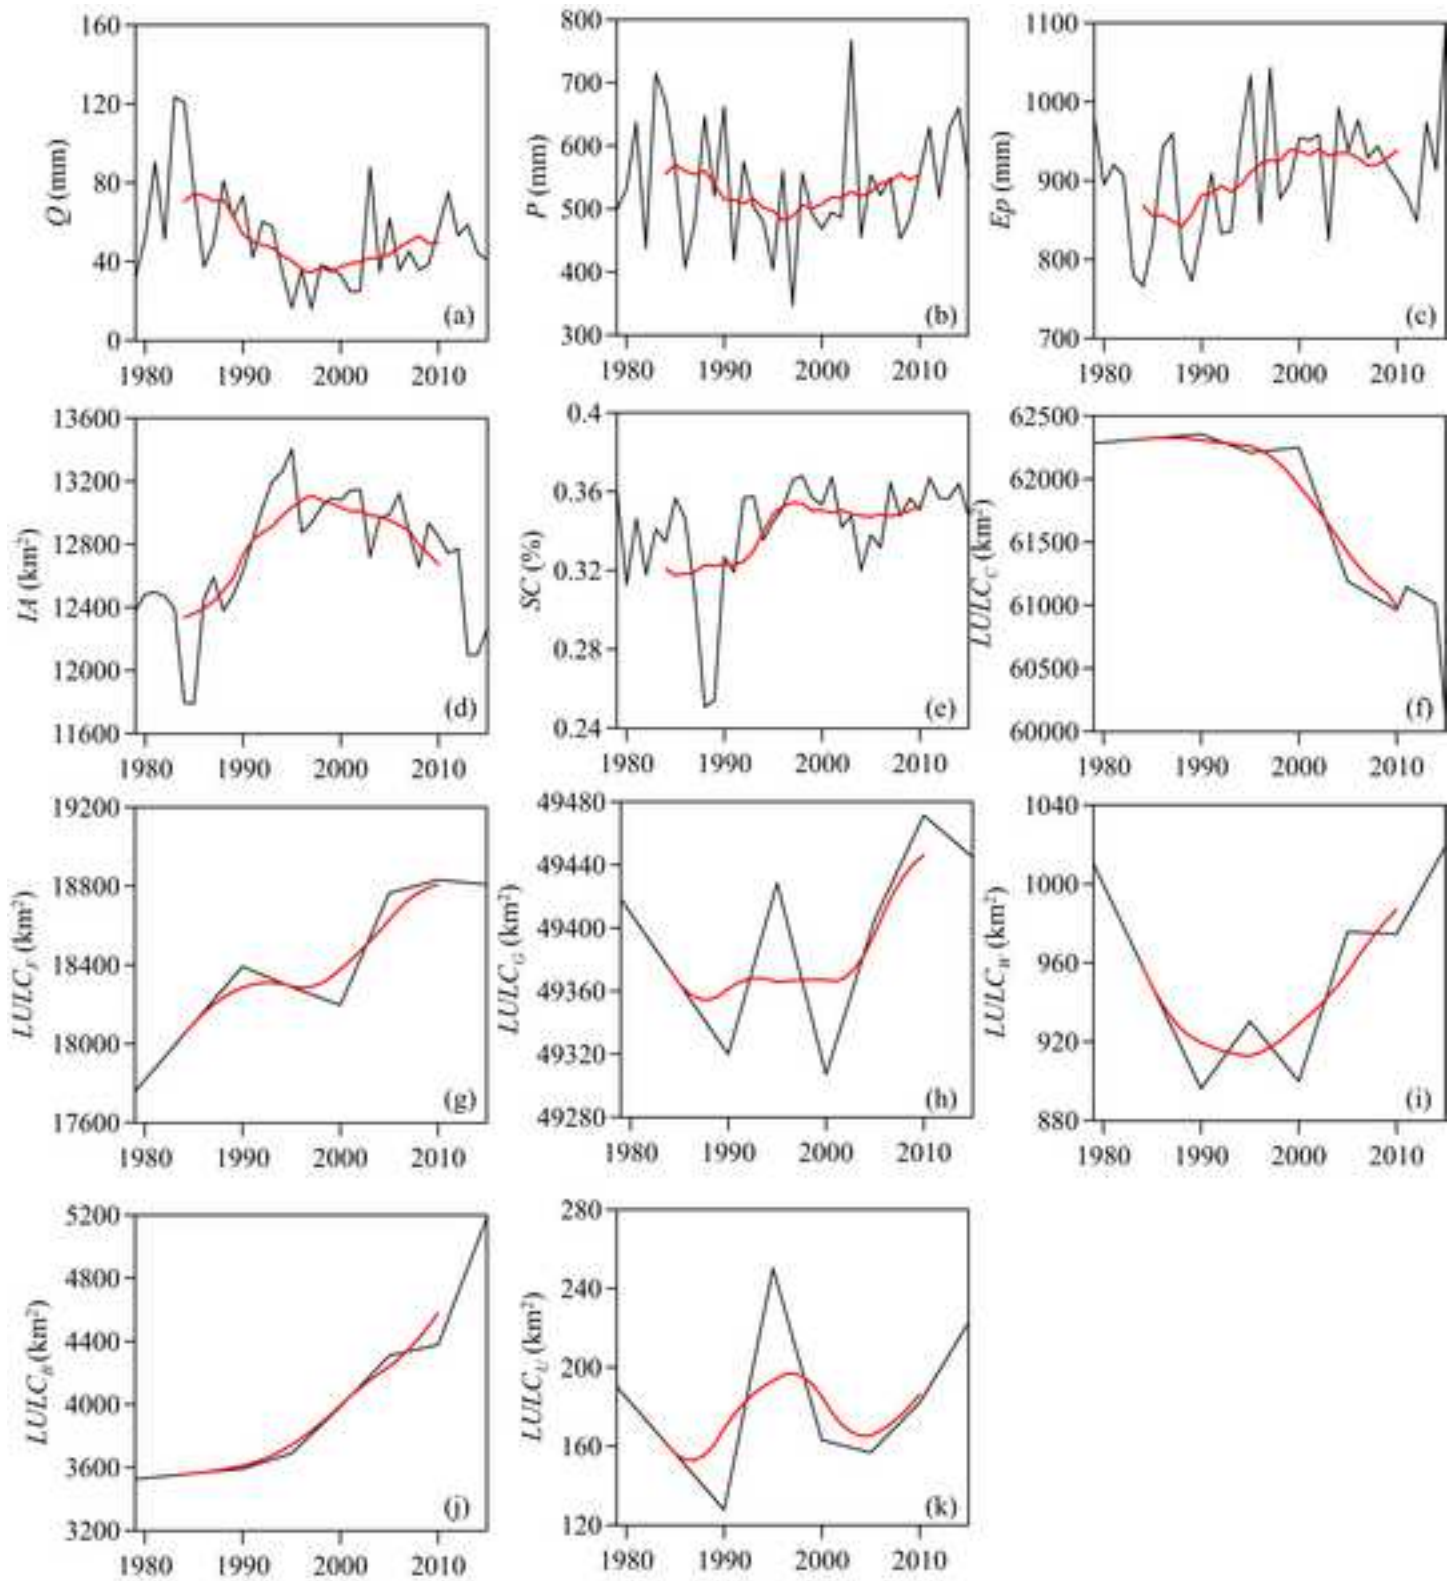 160
120
80
40
0
Q (mm)
(a)
1980 1990 2000 2010
800
700
600
500
400
300
P (mm)
(b)
1980 1990 2000 2010
1100
1000
900
800
700
Ep (mm)
(c)
1980 1990 2000 2010
13600
13200
12800
12400
12000
11600
IA (km²)
(d)
1980 1990 2000 2010
0.4
0.36
0.32
0.28
0.24
SC (%)
(e)
1980 1990 2000 2010
62500
62000
61500
61000
60500
60000
LULC_C (km²)
(f)
1980 1990 2000 2010
19200
18800
18400
18000
17600
LULC_F (km²)
(g)
1980 1990 2000 2010
49480
49440
49400
49360
49320
49280
LULC_G (km²)
(h)
1980 1990 2000 2010
1040
1000
960
920
880
LULC_W (km²)
(i)
1980 1990 2000 2010
5200
4800
4400
4000
3600
3200
LULC_B (km²)
(j)
1980 1990 2000 2010
280
240
200
160
120
LULC_U (km²)
(k)
1980 1990 2000 2010